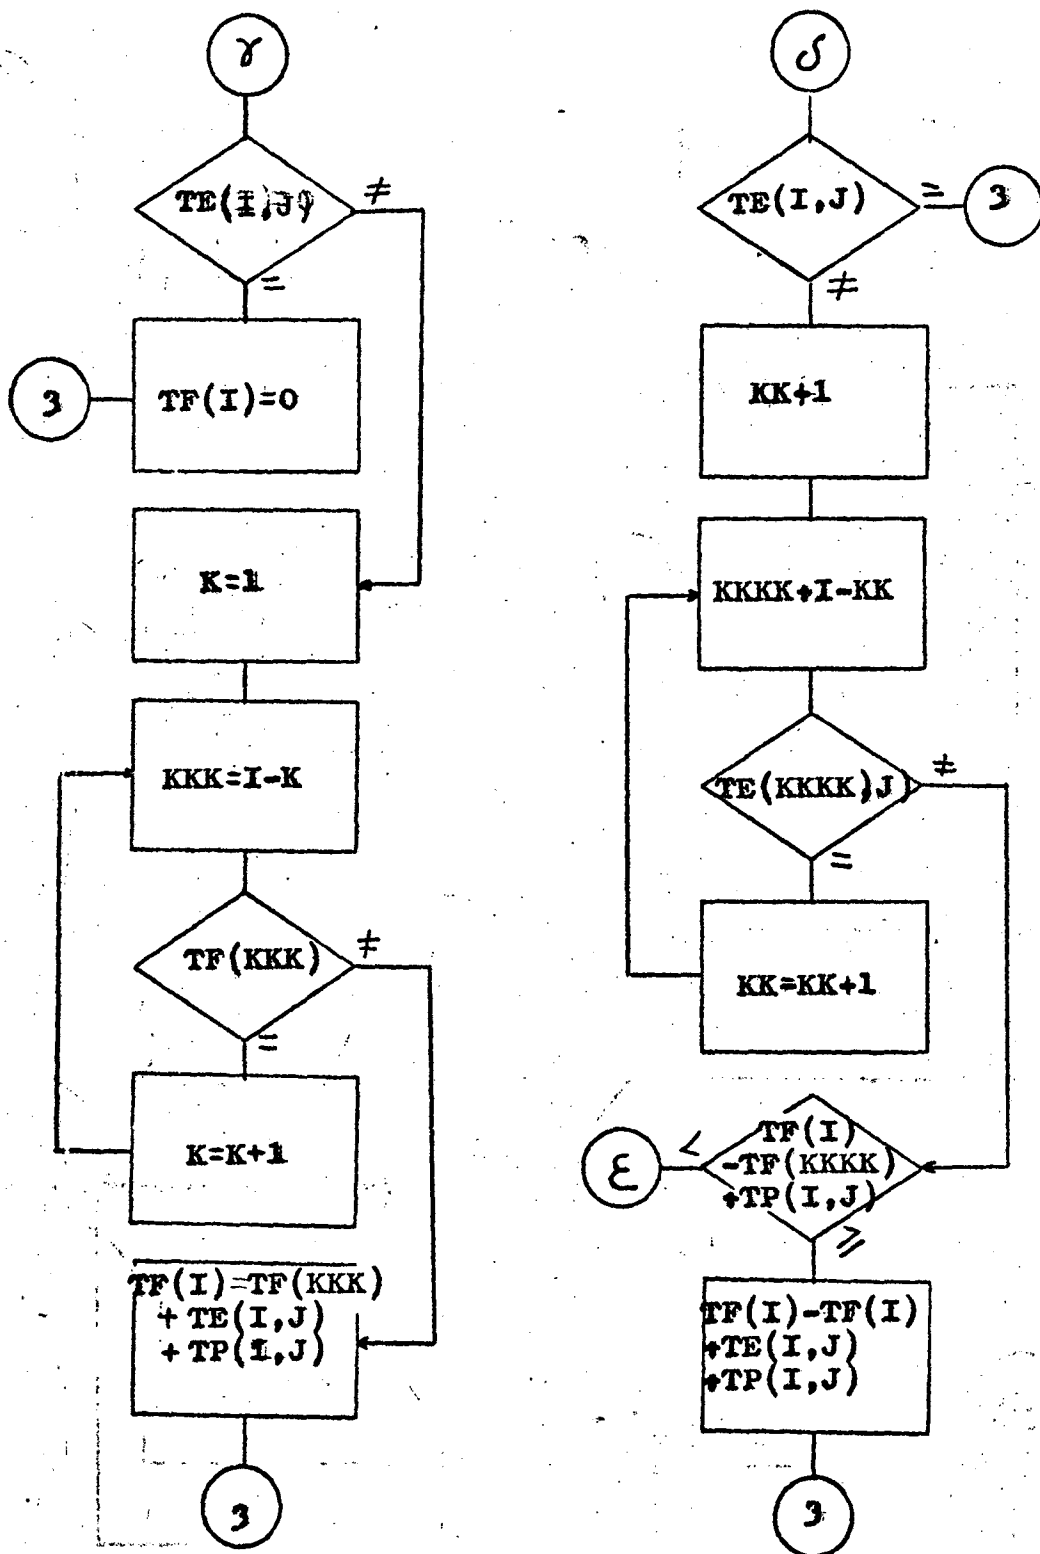 γ
TE(I,J)
≠
=
3
TF(I)=0
K=1
KKK=I-K
TF(KKK)
≠
=
K=K+1
TF(I)=TF(KKK)
+ TE(I,J)
+ TP(I,J)
3
δ
TE(I,J)
=
3
≠
KK+1
KKKK+I-KK
TE(KKKK,J)
≠
=
KK=KK+1
TF(I)
-TF(KKKK)
+TP(I,J)
<
ε
≥
TF(I)-TF(I)
+TE(I,J)
+TP(I,J)
3